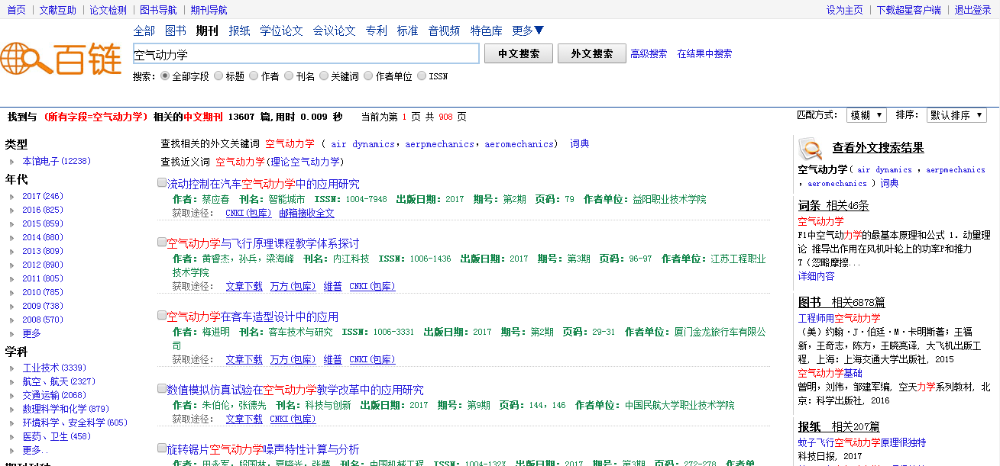 首页 | 文献互助 | 论文检测 | 图书导航 | 期刊导航
设为主页 | 下载超星客户端 | 退出登录
百链
全部 图书 期刊 报纸 学位论文 会议论文 专利 标准 音视频 特色库 更多▼
空气动力学 中文搜索 外文搜索 高级搜索 在结果中搜索
搜索: 全部字段 标题 作者 刊名 关键词 作者单位 ISSN
找到与 (所有字段=空气动力学) 相关的中文期刊 13607 篇,用时 0.009 秒 当前为第 1 页 共 908 页
匹配方式: 模糊 ▼ 排序: 默认排序 ▼
类型
本馆电子(12238)
年代
2017(246)
2016(825)
2015(859)
2014(880)
2013(809)
2012(890)
2011(805)
2010(785)
2009(738)
2008(570)
更多
学科
工业技术(3339)
航空、航天(2327)
交通运输(2068)
数理科学和化学(879)
环境科学、安全科学(605)
医药、卫生(458)
更多..
查找相关的外文关键词 空气动力学 ( air dynamics, aerpmechanics, aeromechanics) 词典
查找近义词 空气动力学(理论空气动力学)
流动控制在汽车空气动力学中的应用研究
作者:蔡应春 刊名:智能城市 ISSN:1004-7948 出版日期:2017 期号:第2期 页码:79 作者单位:益阳职业技术学院
获取途径: CNKI(包库) 邮箱接收全文
空气动力学与飞行原理课程教学体系探讨
作者:黄睿杰, 孙兵, 梁海峰 刊名:内江科技 ISSN:1006-1436 出版日期:2017 期号:第3期 页码:96-97 作者单位:江苏工程职业
技术学院
获取途径: 文章下载 万方(包库) 维普 CNKI(包库)
空气动力学在客车造型设计中的应用
作者:梅进明 刊名:客车技术与研究 ISSN:1006-3331 出版日期:2017 期号:第2期 页码:29-31 作者单位:厦门金龙旅行车有限公
司
获取途径: 文章下载 万方(包库) 维普 CNKI(包库)
数值模拟仿真试验在空气动力学教学改革中的应用研究
作者:朱伯伦, 张德先 刊名:科技与创新 ISSN: 出版日期:2017 期号:第9期 页码:144, 146 作者单位:中国民航大学职业技术学院
获取途径: 文章下载 CNKI(包库)
旋转锯片空气动力学噪声特性计算与分析
作者:田永军, 段国林, 夏晓光, 张蔓 刊名:中国机械工程 ISSN:1004-132X 出版日期:2017 期号:第3期 页码:272-278 作者单
查看外文搜索结果
空气动力学( air dynamics , aerpmechanics
, aeromechanics ) 词典
词条 相关46条
空气动力学
F1中空气动力学的最基本原理和公式 1. 动量理
论 推导出作用在风机叶轮上的功率P和推力
T(忽略摩擦...
详细内容
图书 相关6878篇
工程师用空气动力学
(美)约翰·J·伯廷·M·卡明斯著; 王福
新, 王奇志, 陈方, 王晓亮译, 大飞机出版工
程, 上海: 上海交通大学出版社, 2015
空气动力学基础
曾明, 刘伟, 邹建军编, 空天力学系列教材, 北
京: 科学出版社, 2016
报纸 相关207篇
蚊子飞行空气动力学原理很独特
科技日报, 2017